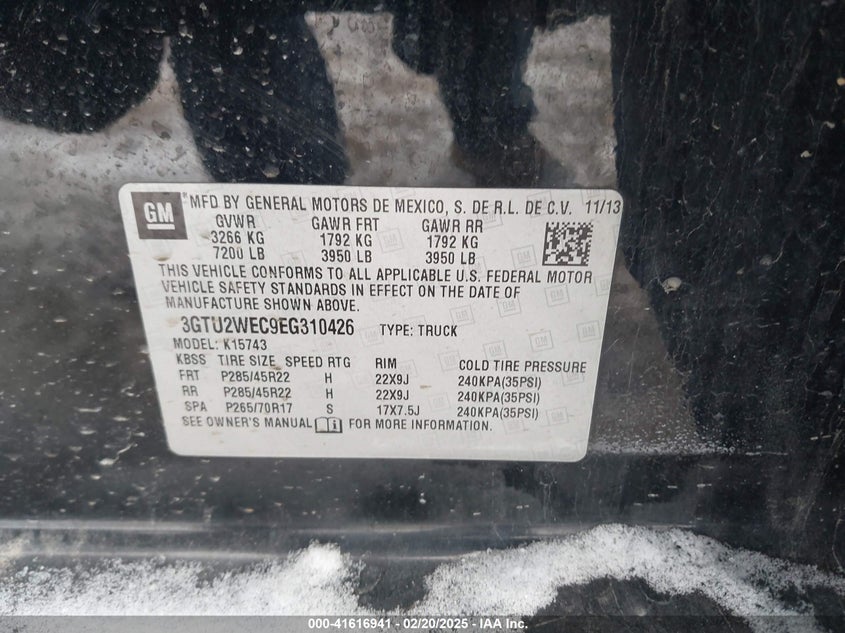 GM
MFD BY GENERAL MOTORS DE MEXICO, S. DE R.L. DE C.V. 11/13
GVWR GAWR FRT GAWR RR
3266 KG 1792 KG 1792 KG
7200 LB 3950 LB 3950 LB
THIS VEHICLE CONFORMS TO ALL APPLICABLE U.S. FEDERAL MOTOR
VEHICLE SAFETY STANDARDS IN EFFECT ON THE DATE OF
MANUFACTURE SHOWN ABOVE.
3GTU2WEC9EG310426 TYPE: TRUCK
MODEL: K15743
KBSS TIRE SIZE SPEED RTG RIM COLD TIRE PRESSURE
FRT P285/45R22 H 22X9J 240KPA(35PSI)
RR P285/45R22 H 22X9J 240KPA(35PSI)
SPA P265/70R17 S 17X7.5J 240KPA(35PSI)
SEE OWNER'S MANUAL FOR MORE INFORMATION.
000-41616941 - 02/20/2025 - IAA Inc.